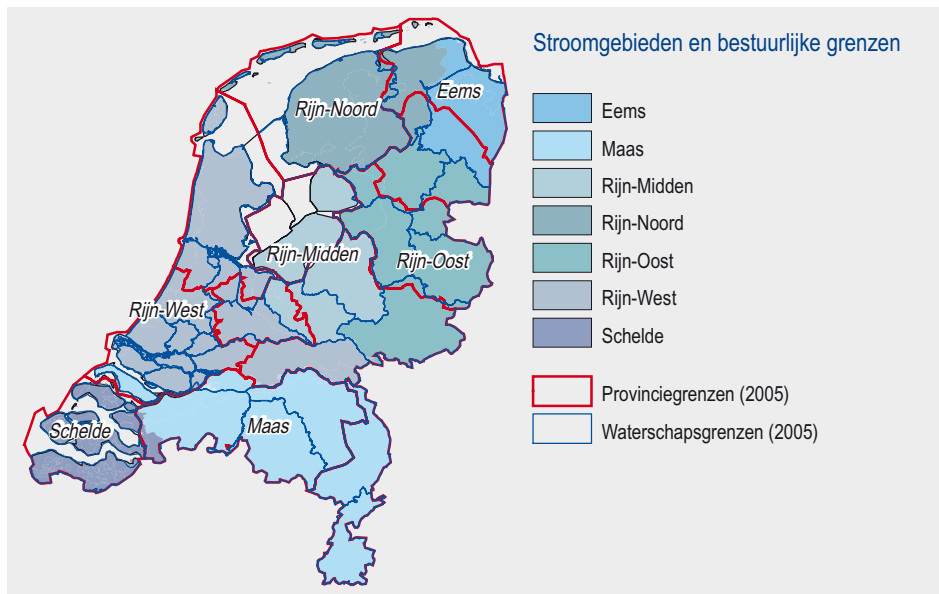 Stroomgebieden en bestuurlijke grenzen
Eems
Maas
Rijn-Midden
Rijn-Noord
Rijn-Oost
Rijn-West
Schelde
Provinciegrenzen (2005)
Waterschapsgrenzen (2005)
Eems
Rijn-Noord
Rijn-Midden
Rijn-Oost
Rijn-West
Maas
Schelde